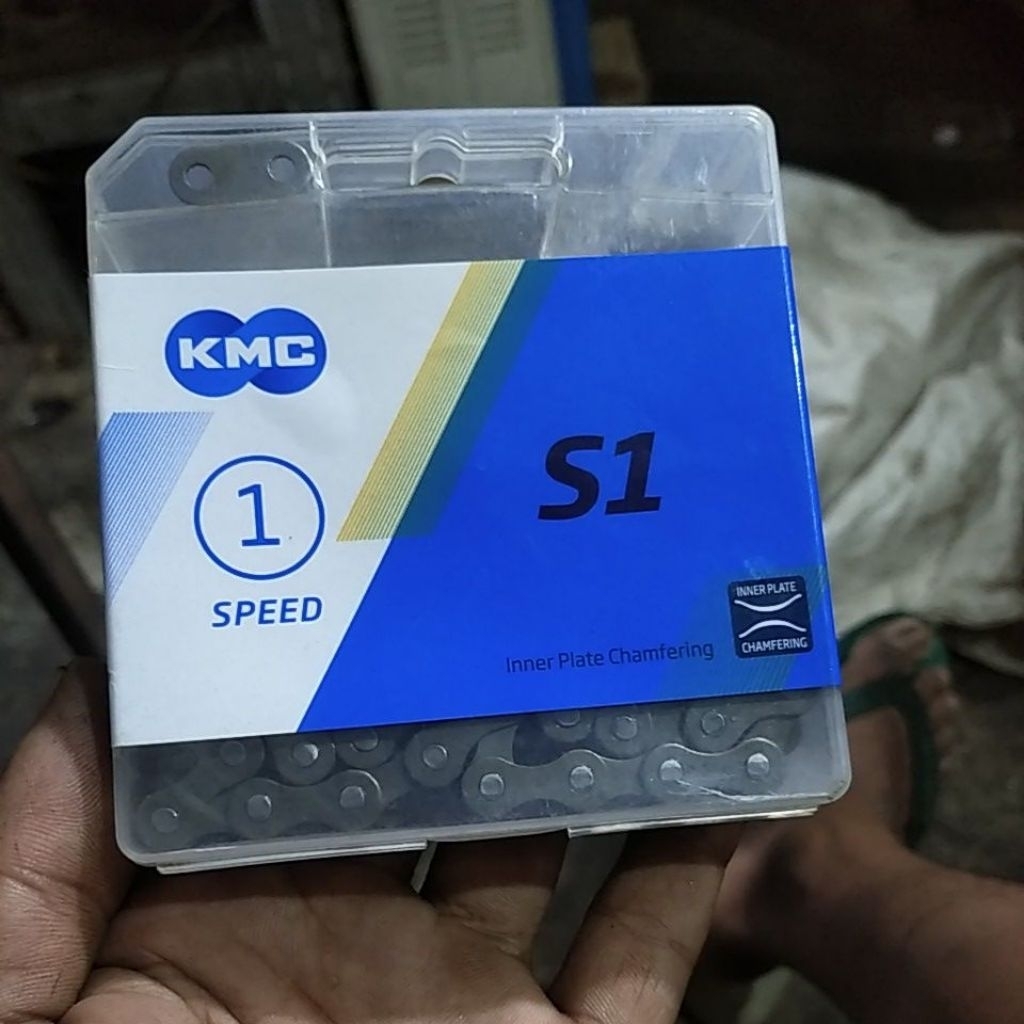 KMC
1
SPEED
S1
Inner Plate Chamfering
INNER PLATE
CHAMFERING